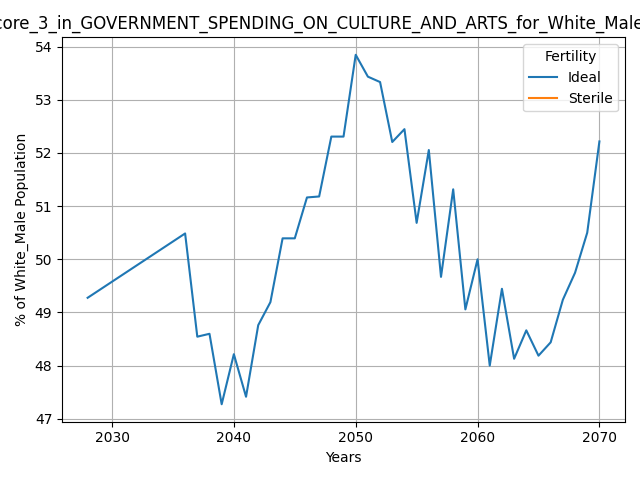 core_3_in_GOVERNMENT_SPENDING_ON_CULTURE_AND_ARTS_for_White_Male
Fertility
Ideal
Sterile
% of White_Male Population
54
53
52
51
50
49
48
47
2030 2040 2050 2060 2070
Years